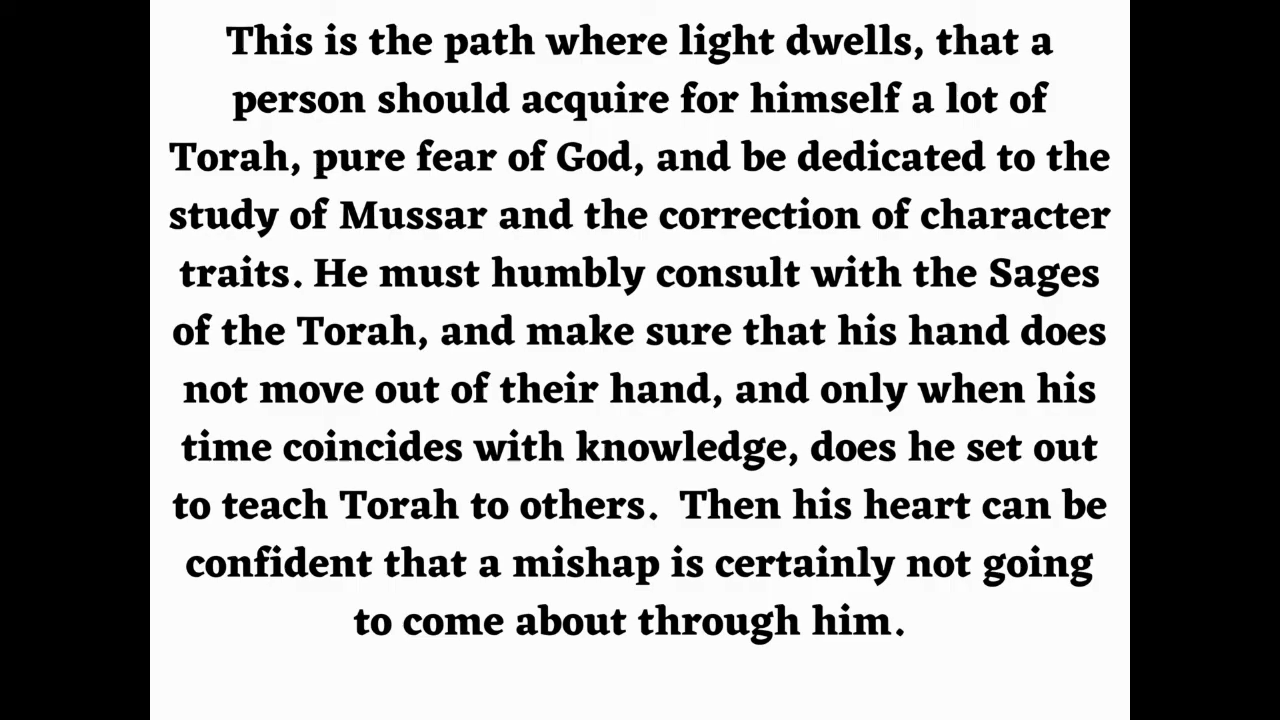 This is the path where light dwells, that a
person should acquire for himself a lot of
Torah, pure fear of God, and be dedicated to the
study of Mussar and the correction of character
traits. He must humbly consult with the Sages
of the Torah, and make sure that his hand does
not move out of their hand, and only when his
time coincides with knowledge, does he set out
to teach Torah to others.  Then his heart can be
confident that a mishap is certainly not going
to come about through him.